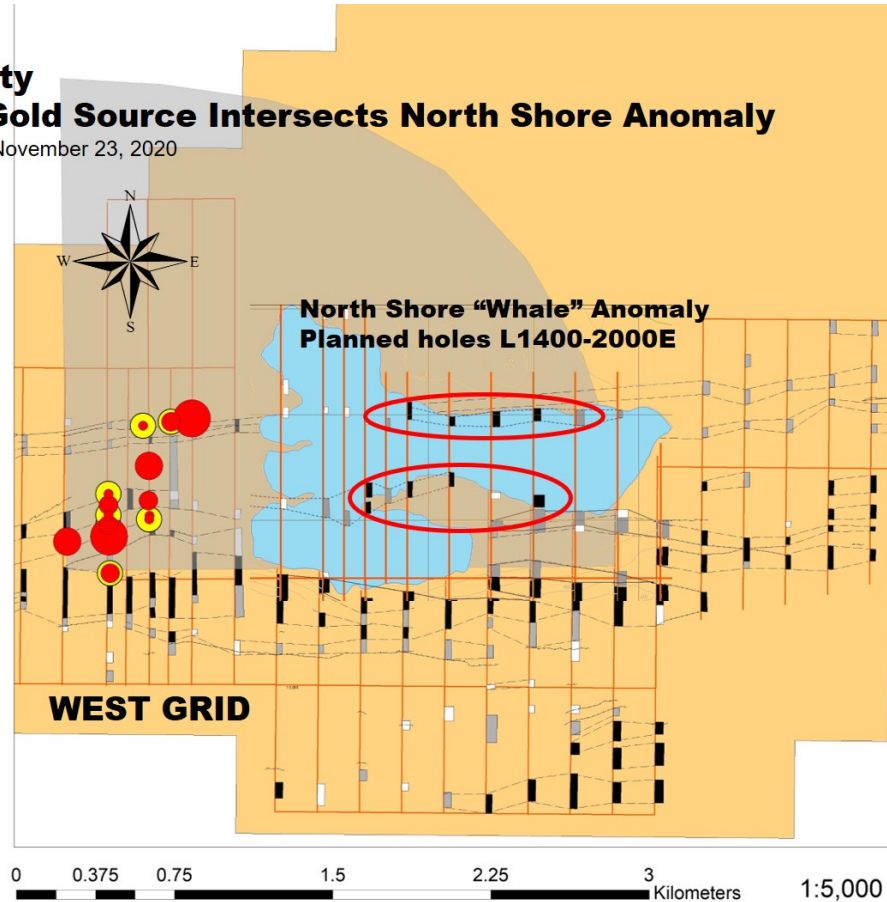 ty
Gold Source Intersects North Shore Anomaly
November 23, 2020
N
W
E
S
North Shore “Whale” Anomaly
Planned holes L1400-2000E
WEST GRID
0 0.375 0.75 1.5 2.25 3
Kilometers
1:5,000